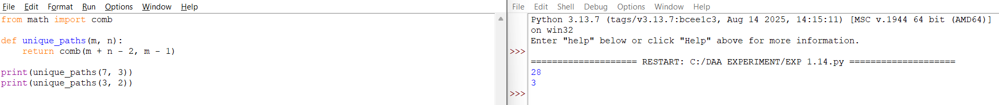 File Edit Format Run Options Window Help
from math import comb
def unique_paths(m, n):
    return comb(m + n - 2, m - 1)
print(unique_paths(7, 3))
print(unique_paths(3, 2))
File Edit Shell Debug Options Window Help
Python 3.13.7 (tags/v3.13.7:bcee1c3, Aug 14 2025, 14:15:11) [MSC v.1944 64 bit (AMD64)]
on win32
Enter "help" below or click "Help" above for more information.
>>>
==================== RESTART: C:/DAA EXPERIMENT/EXP 1.14.py ====================
28
3
>>>